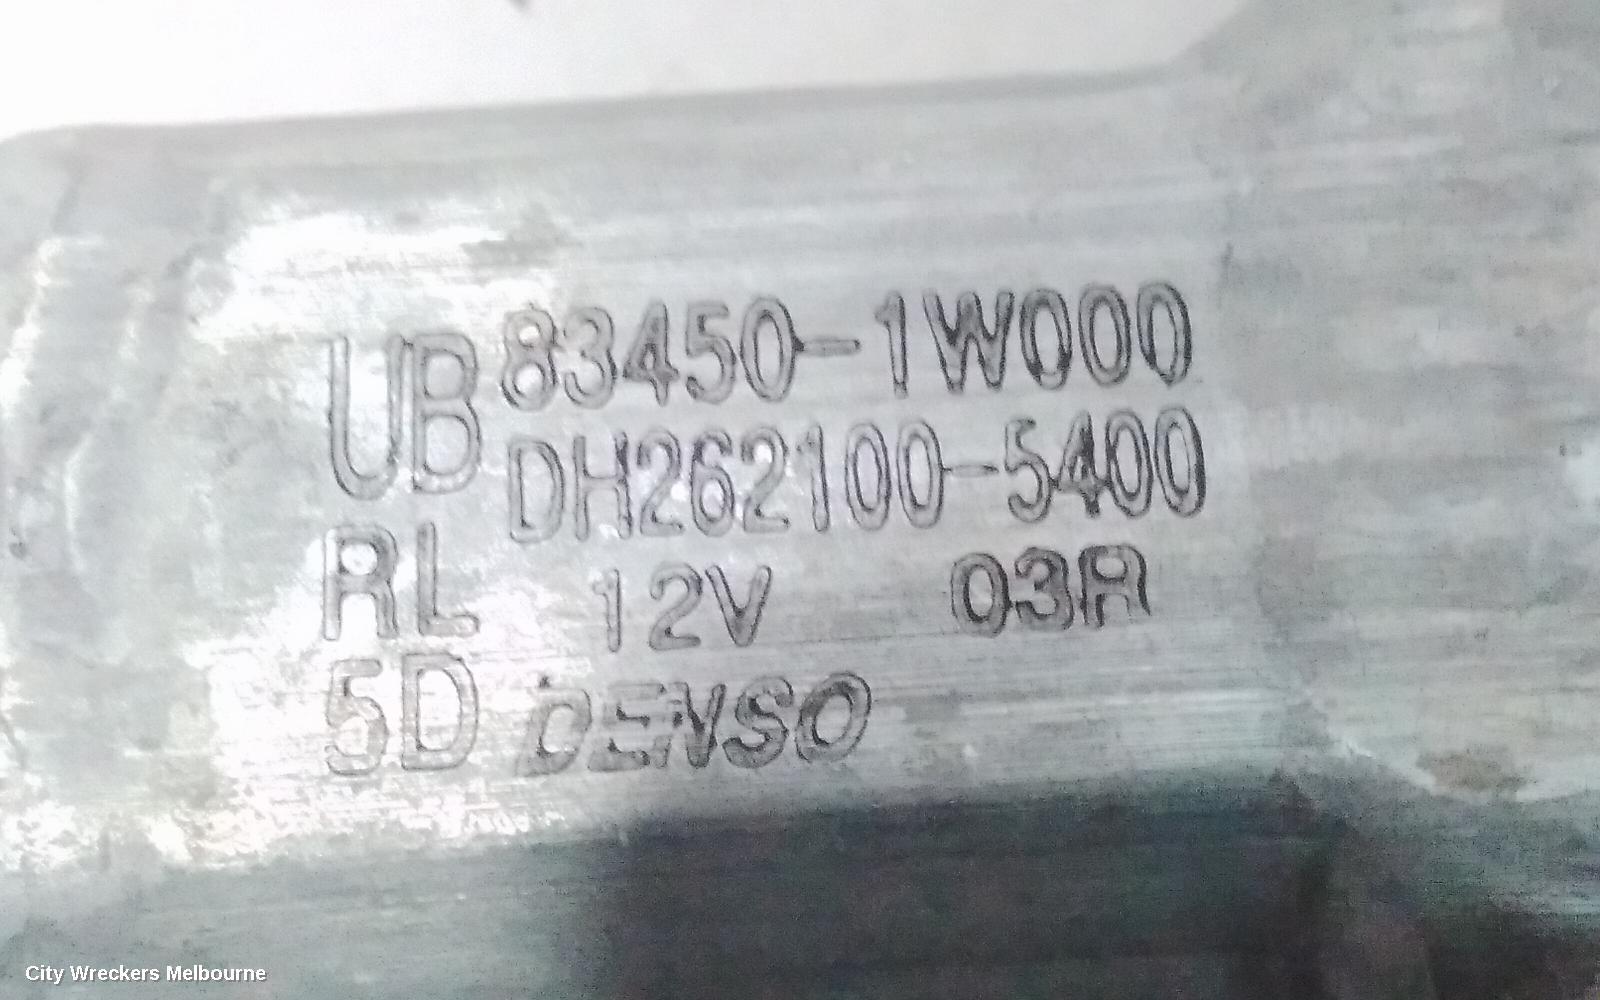 UB 83450-1W000
DH262100-5400
RL 12V 03R
5D DENSO
City Wreckers Melbourne